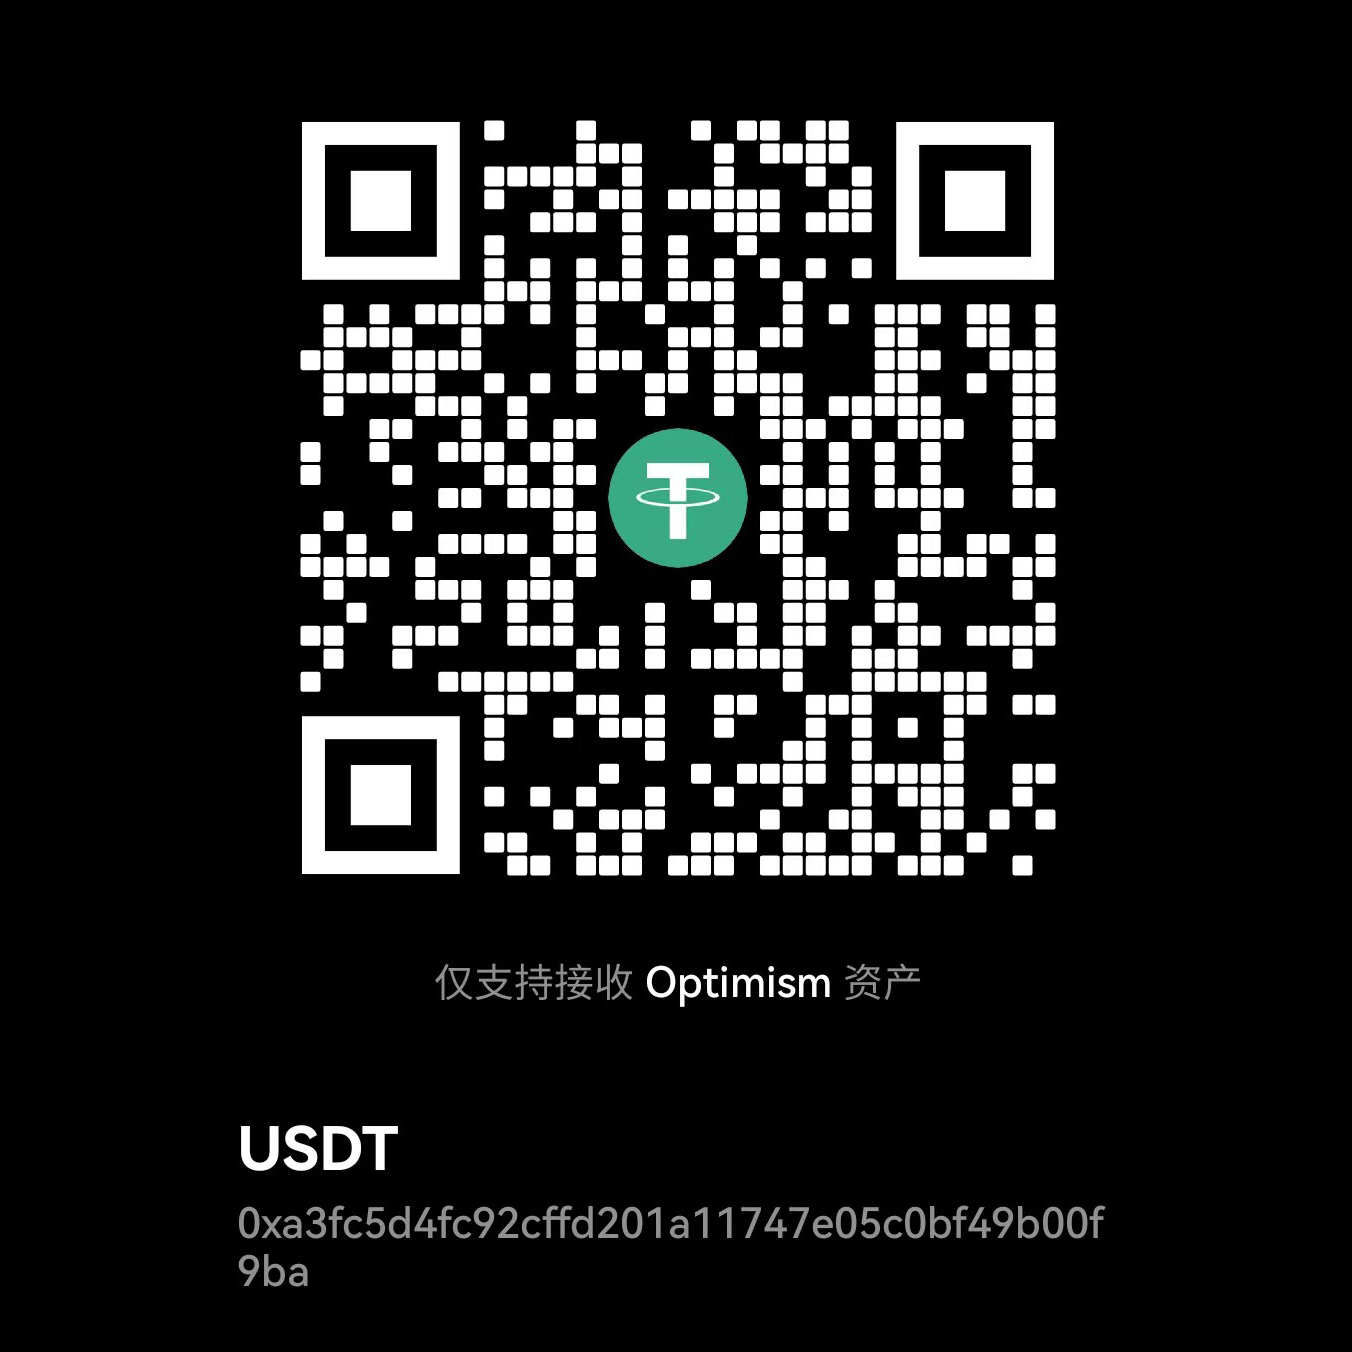 仅支持接收 Optimism 资产
USDT
0xa3fc5d4fc92cffd201a11747e05c0bf49b00f
9ba